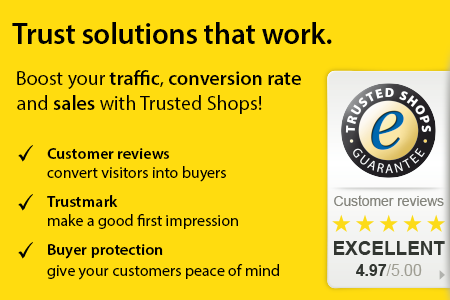 Trust solutions that work.
Boost your traffic, conversion rate
and sales with Trusted Shops!
✓ Customer reviews
convert visitors into buyers
✓ Trustmark
make a good first impression
✓ Buyer protection
give your customers peace of mind
TRUSTED SHOPS
e
GUARANTEE
Customer reviews
EXCELLENT
4.97/5.00